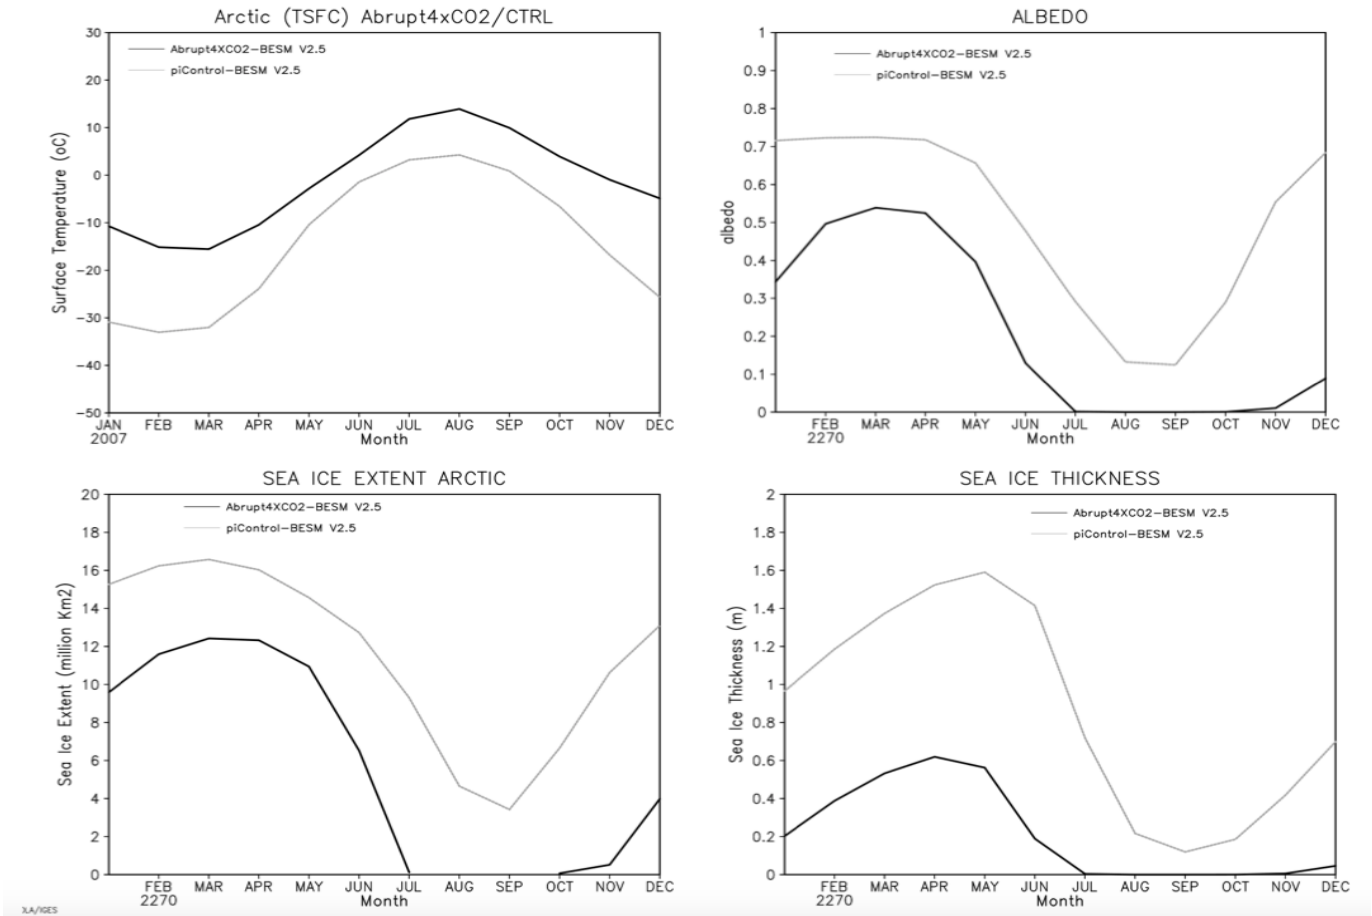 Arctic (TSFC) Abrupt4xCO2/CTRL
Abrupt4XCO2-BESM V2.5
piControl-BESM V2.5
Surface Temperature (oC)
30
20
10
0
-10
-20
-30
-40
-50
JAN FEB MAR APR MAY JUN JUL AUG SEP OCT NOV DEC
2007
Month
ALBEDO
Abrupt4XCO2-BESM V2.5
piControl-BESM V2.5
albedo
1
0.9
0.8
0.7
0.6
0.5
0.4
0.3
0.2
0.1
0
FEB MAR APR MAY JUN JUL AUG SEP OCT NOV DEC
2270
Month
SEA ICE EXTENT ARCTIC
Abrupt4XCO2-BESM V2.5
piControl-BESM V2.5
Sea Ice Extent (million Km2)
20
18
16
14
12
10
8
6
4
2
0
FEB MAR APR MAY JUN JUL AUG SEP OCT NOV DEC
2270
Month
SEA ICE THICKNESS
Abrupt4XCO2-BESM V2.5
piControl-BESM V2.5
Sea Ice Thickness (m)
2
1.8
1.6
1.4
1.2
1
0.8
0.6
0.4
0.2
0
FEB MAR APR MAY JUN JUL AUG SEP OCT NOV DEC
2270
Month